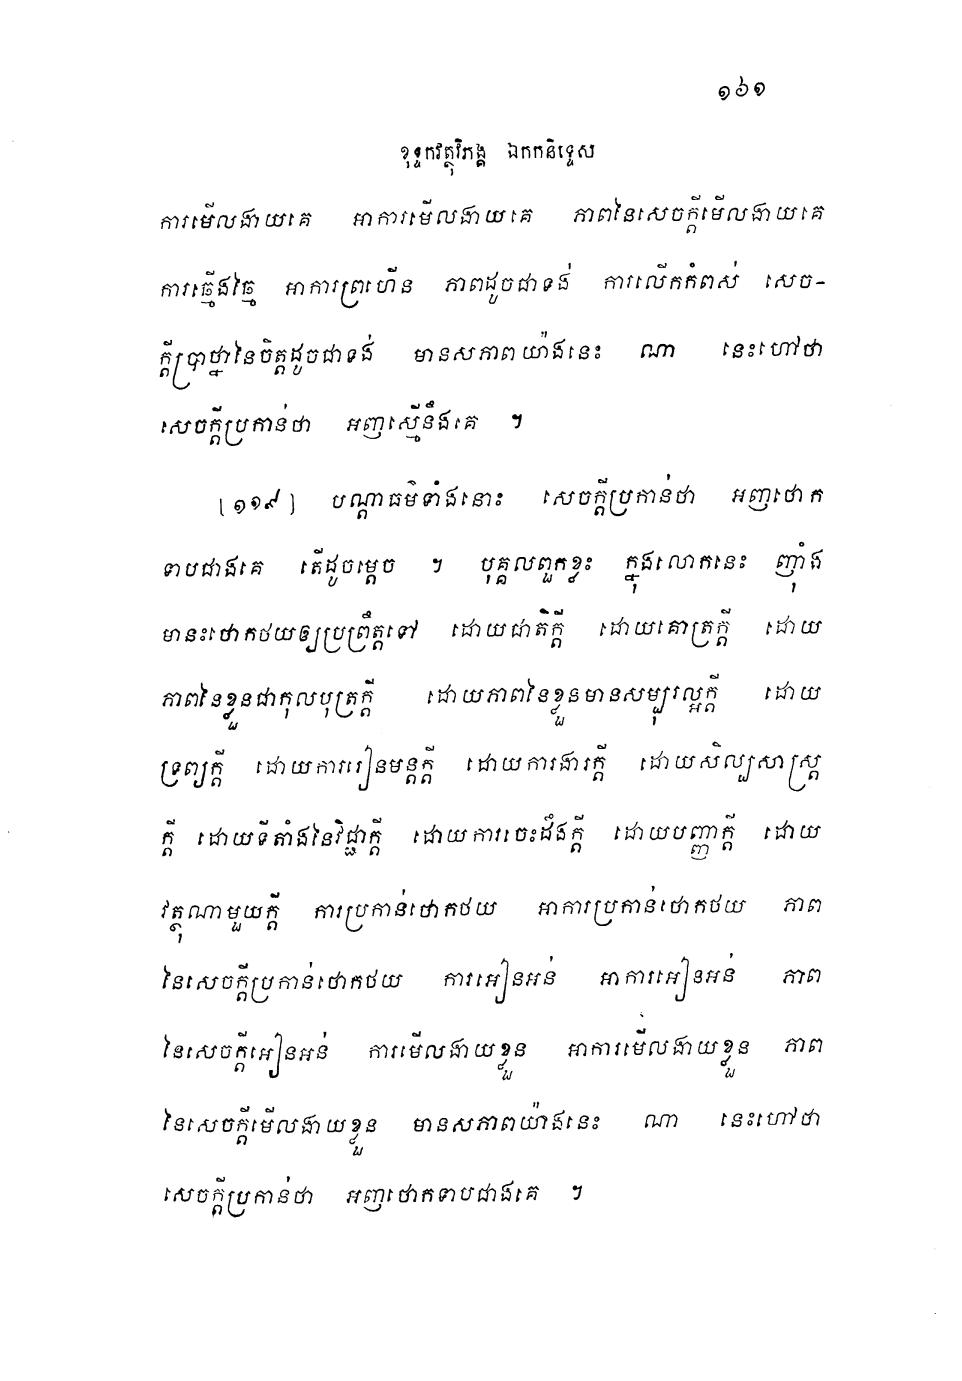 ១៦១
ខុទ្ទកវត្ថុវិភង្គ ឯកកនិទ្ទេស
ការមើលងាយគេ អាការមើលងាយគេ ភាពនៃសេចក្ដីមើលងាយគេ
ការធ្មើងធ្មៃ អាការព្រហើន ភាពដូចជាទង់ ការលើកកំពស់ សេច-
ក្ដីប្រាថ្នានៃចិត្តដូចជាទង់ មានសភាពយ៉ាងនេះ ណា នេះហៅថា
សេចក្ដីប្រកាន់ថា អញស្មើនឹងគេ ។
[១១៩] បណ្ដាធម៌ទាំងនោះ សេចក្ដីប្រកាន់ថា អញថោក
ទាបជាងគេ តើដូចម្ដេច ។ បុគ្គលពួកខ្លះ ក្នុងលោកនេះ ញ៉ាំង
មានះថោកថយឲ្យប្រព្រឹត្តទៅ ដោយជាតិក្ដី ដោយគោត្រក្ដី ដោយ
ភាពនៃខ្លួនជាកុលបុត្រក្ដី ដោយភាពនៃខ្លួនមានសម្បុរល្អក្ដី ដោយ
ទ្រព្យក្ដី ដោយការរៀនមន្តក្ដី ដោយការងារក្ដី ដោយសិល្បសាស្ត្រ
ក្ដី ដោយទីតាំងនៃវិជ្ជាក្ដី ដោយការចេះដឹងក្ដី ដោយបញ្ញាក្ដី ដោយ
វត្ថុណាមួយក្ដី ការប្រកាន់ថោកថយ អាការប្រកាន់ថោកថយ ភាព
នៃសេចក្ដីប្រកាន់ថោកថយ ការអៀនអន់ អាការអៀនអន់ ភាព
នៃសេចក្ដីអៀនអន់ ការមើលងាយខ្លួន អាការមើលងាយខ្លួន ភាព
នៃសេចក្ដីមើលងាយខ្លួន មានសភាពយ៉ាងនេះ ណា នេះហៅថា
សេចក្ដីប្រកាន់ថា អញថោកទាបជាងគេ ។